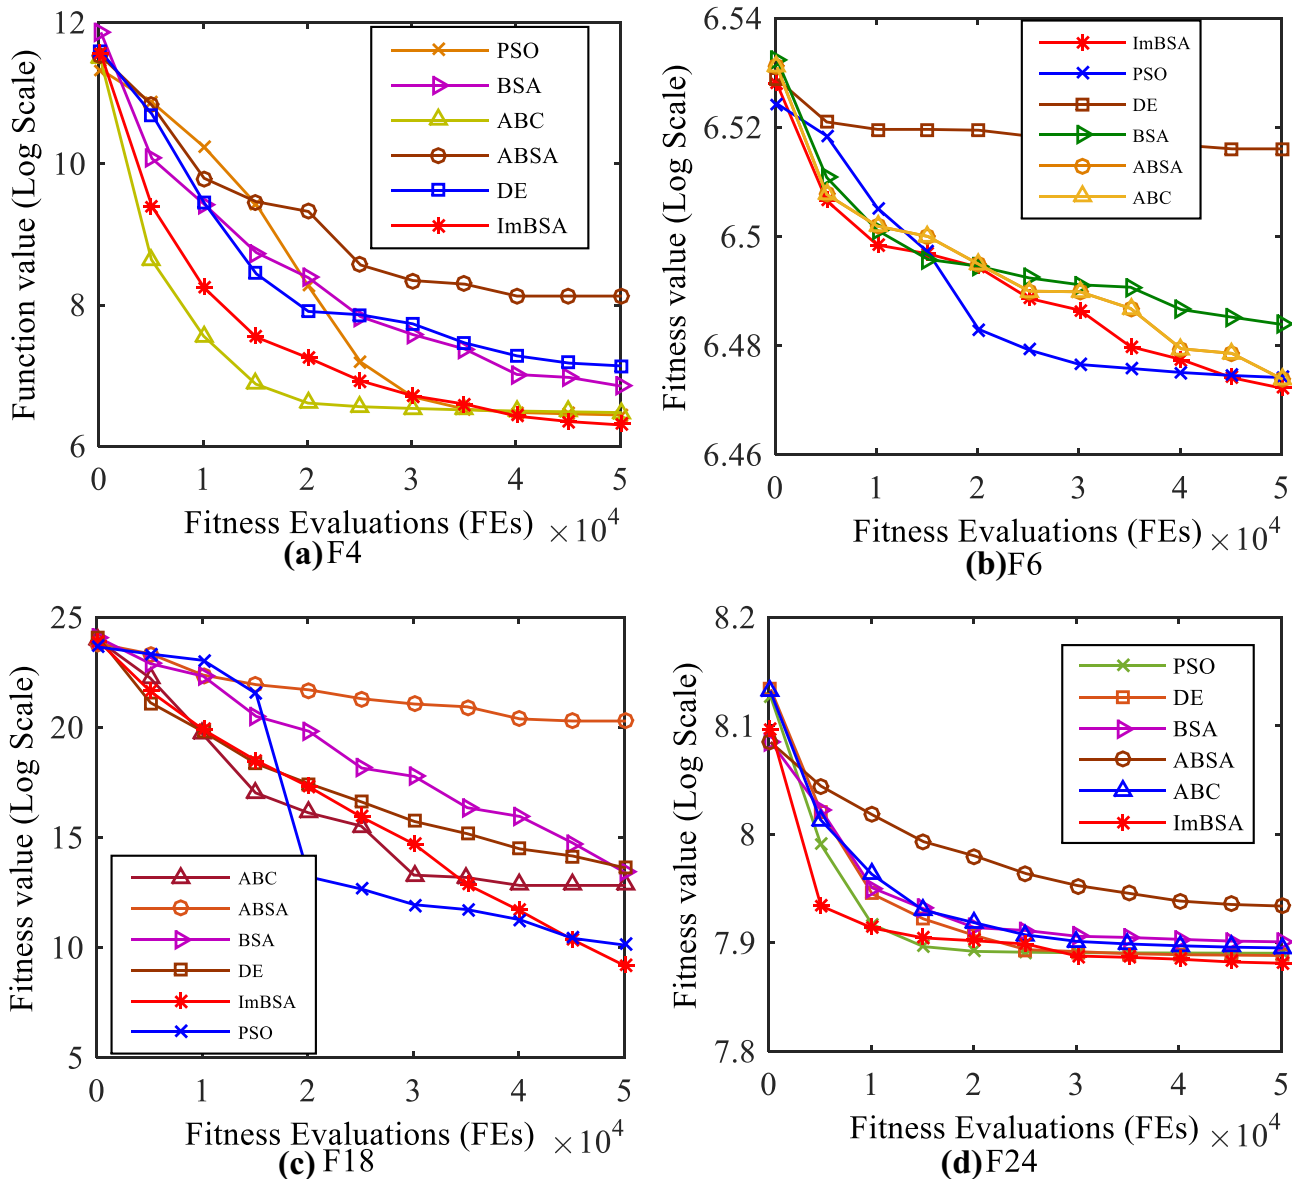 12
10
8
6
Function value (Log Scale)
PSO
BSA
ABC
ABSA
DE
ImBSA
0 1 2 3 4 5
Fitness Evaluations (FEs) ×10^4
(a) F4
6.54
6.52
6.5
6.48
6.46
Fitness value (Log Scale)
ImBSA
PSO
DE
BSA
ABSA
ABC
0 1 2 3 4 5
Fitness Evaluations (FEs) ×10^4
(b) F6
25
20
15
10
5
Fitness value (Log Scale)
ABC
ABSA
BSA
DE
ImBSA
PSO
0 1 2 3 4 5
Fitness Evaluations (FEs) ×10^4
(c) F18
8.2
8.1
8
7.9
7.8
Fitness value (Log Scale)
PSO
DE
BSA
ABSA
ABC
ImBSA
0 1 2 3 4 5
Fitness Evaluations (FEs) ×10^4
(d) F24